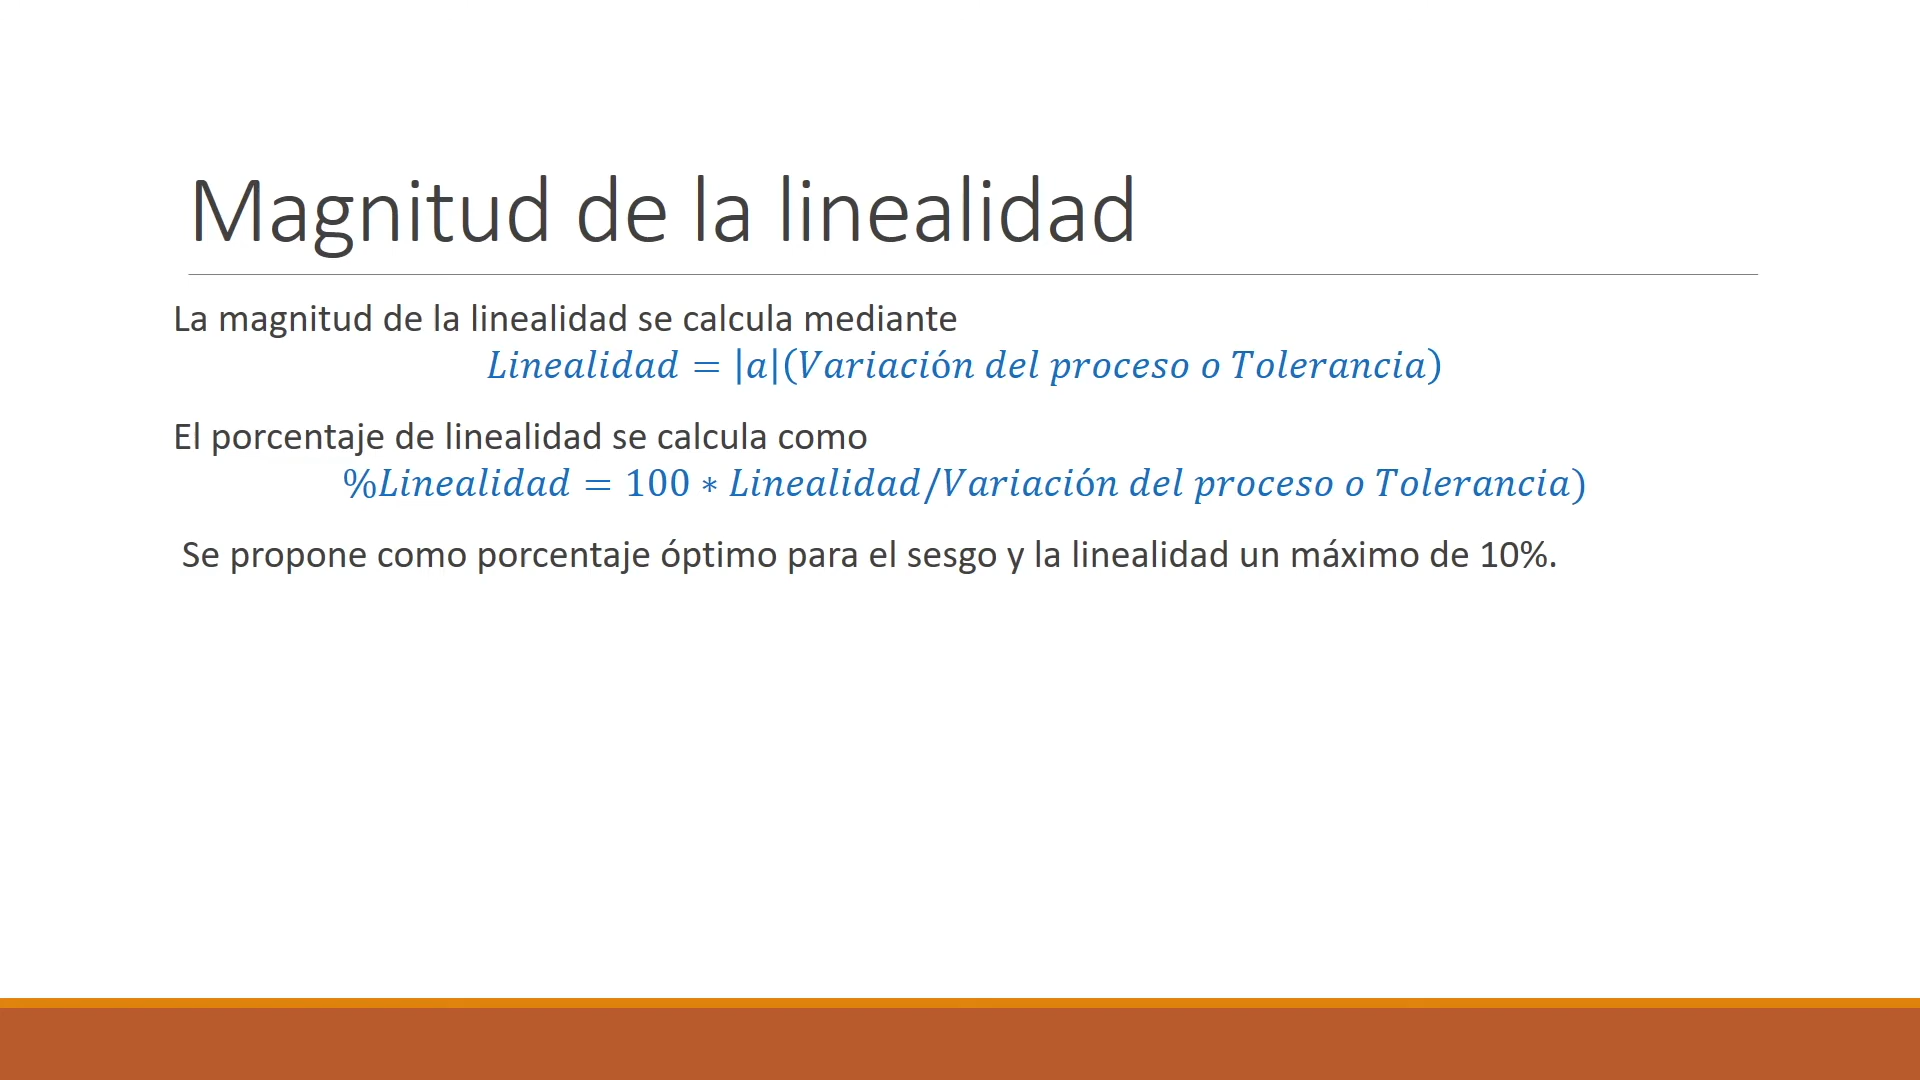 Magnitud de la linealidad
La magnitud de la linealidad se calcula mediante
Linealidad = |a|(Variación del proceso o Tolerancia)
El porcentaje de linealidad se calcula como
%Linealidad = 100 ∗ Linealidad/Variación del proceso o Tolerancia)
Se propone como porcentaje óptimo para el sesgo y la linealidad un máximo de 10%.